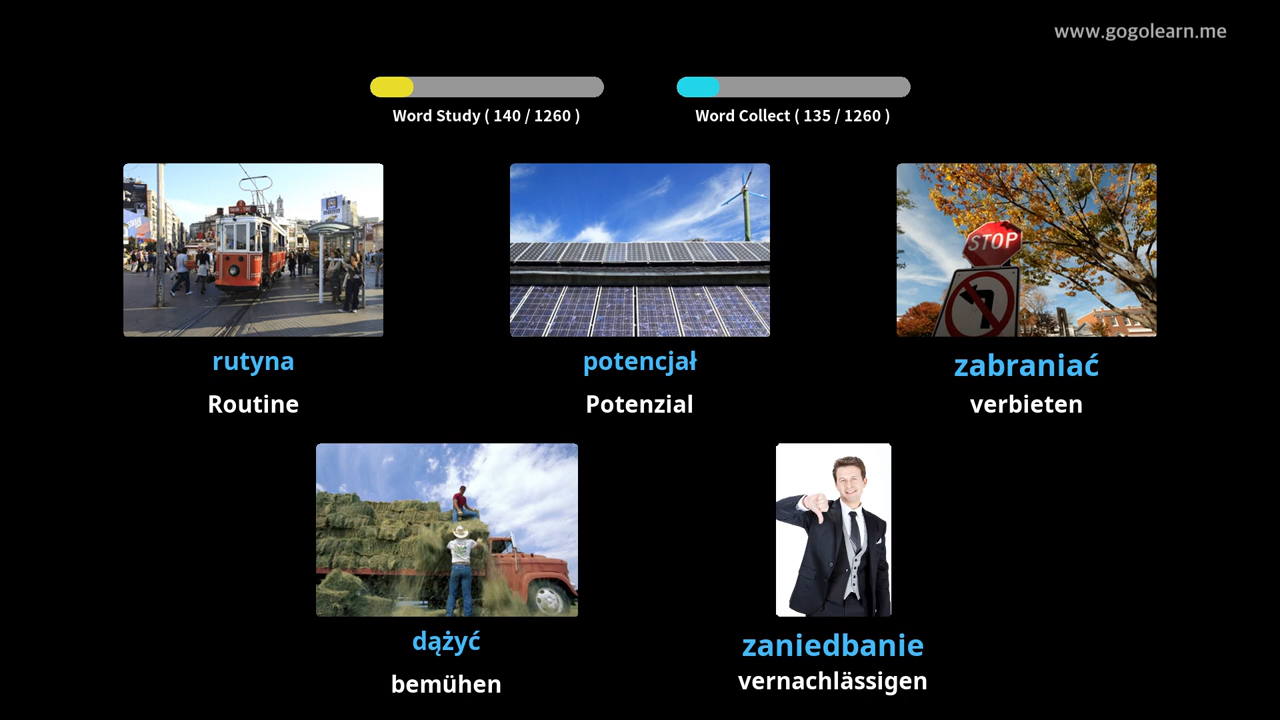 www.gogolearn.me
Word Study ( 140 / 1260 )
Word Collect ( 135 / 1260 )
STOP
rutyna
potencjał
zabraniać
Routine
Potenzial
verbieten
dążyć
zaniedbanie
bemühen
vernachlässigen